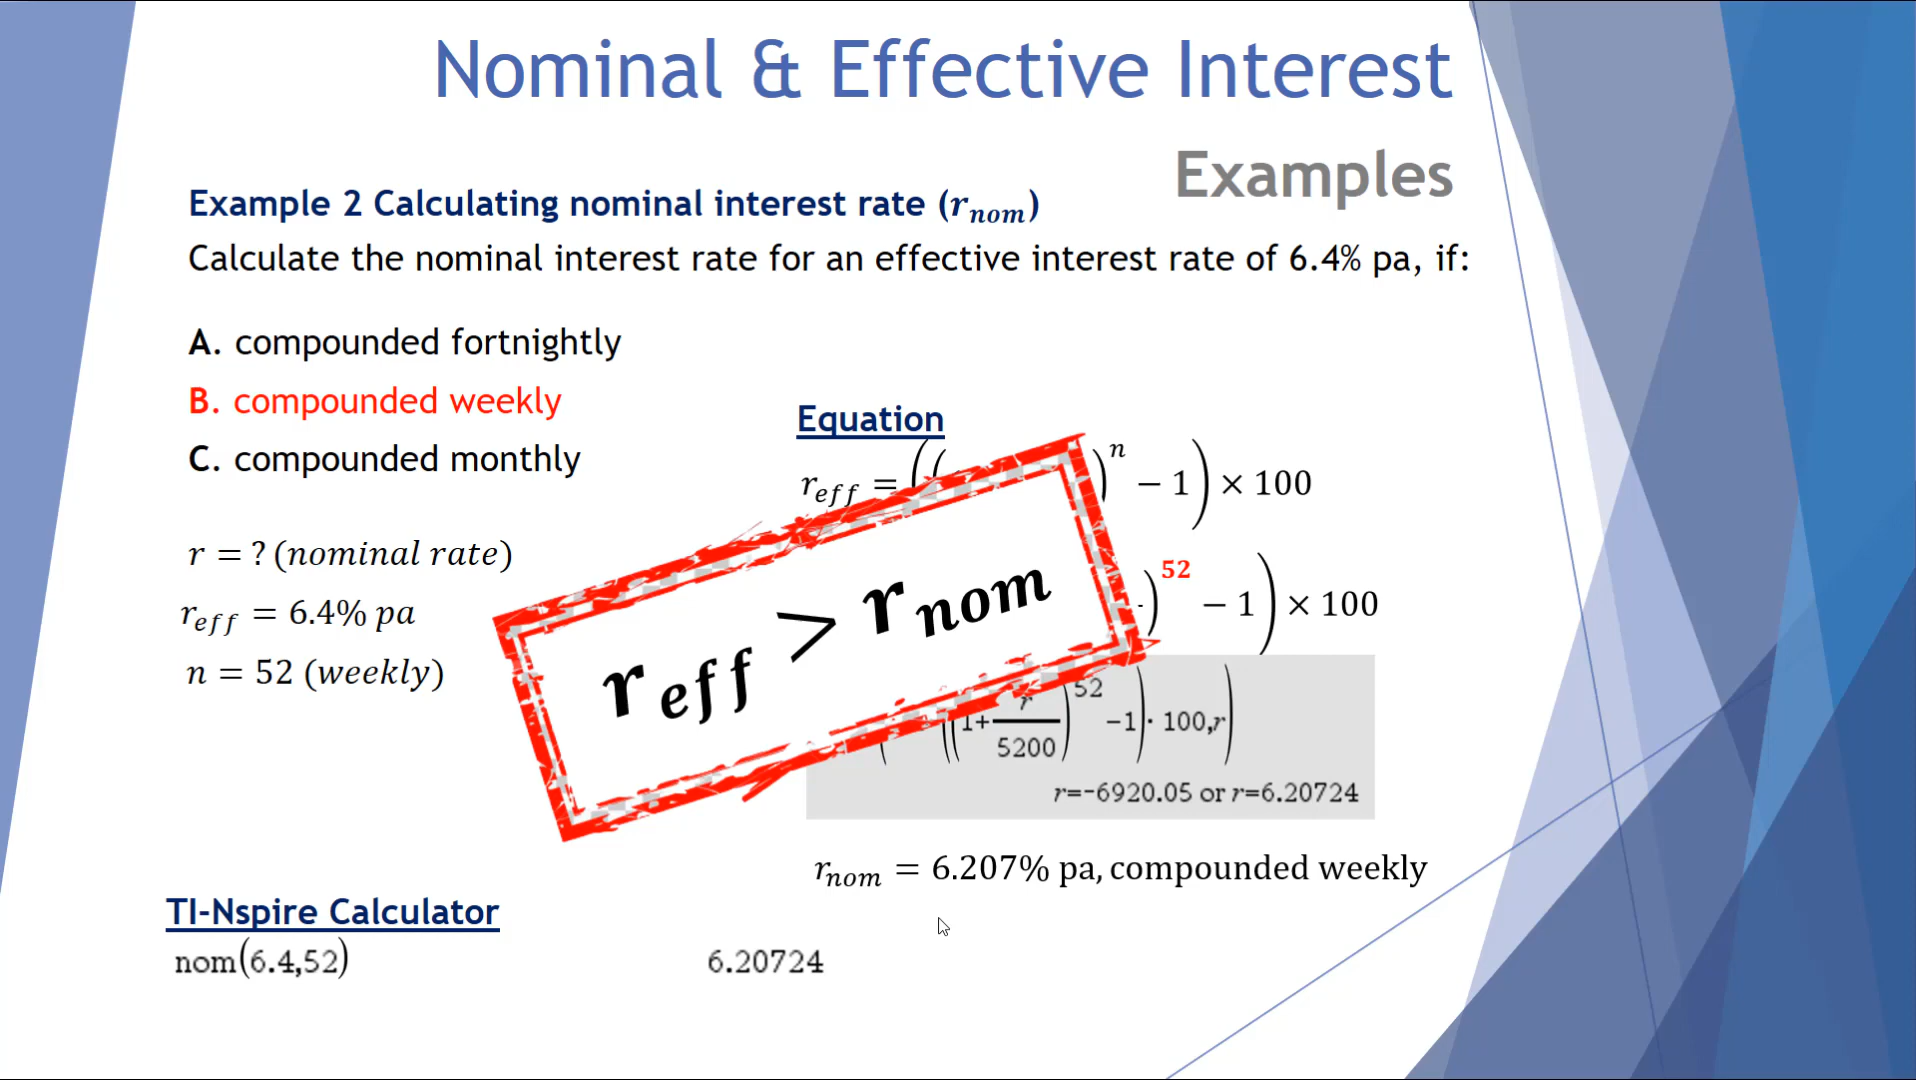 Nominal & Effective Interest
Examples
Example 2 Calculating nominal interest rate (r_nom)
Calculate the nominal interest rate for an effective interest rate of 6.4% pa, if:
A. compounded fortnightly
B. compounded weekly
C. compounded monthly
r = ? (nominal rate)
r_eff = 6.4% pa
n = 52 (weekly)
Equation
r_eff = (( )^n − 1) × 100
)^52 − 1) × 100
r_eff > r_nom
((1+r/5200)^52 −1)· 100,r)
r=-6920.05 or r=6.20724
r_nom = 6.207% pa, compounded weekly
TI-Nspire Calculator
nom(6.4,52) 6.20724